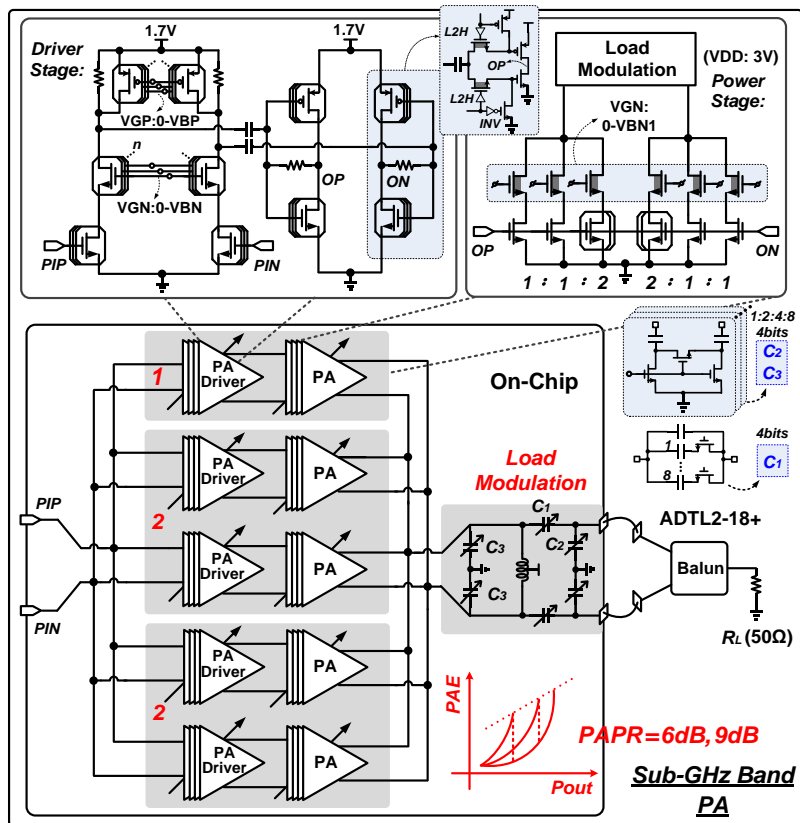 Driver
Stage:
1.7V
1.7V
VGP:0-VBP
n
VGN:0-VBN
PIP
PIN
OP
ON
L2H
OP
L2H
INV
Load
Modulation
(VDD: 3V)
Power
Stage:
VGN:
0-VBN1
OP
ON
1 : 1 : 2 2 : 1 : 1
1:2:4:8
4bits
C2
C3
4bits
1
8
C1
On-Chip
1
PA
Driver
PA
PA
Driver
PA
2
PA
Driver
PA
PA
Driver
PA
2
PA
Driver
PA
PIP
PIN
Load
Modulation
C1
C2
C3
C3
ADTL2-18+
Balun
RL(50Ω)
PAE
Pout
PAPR=6dB,9dB
Sub-GHz Band
PA